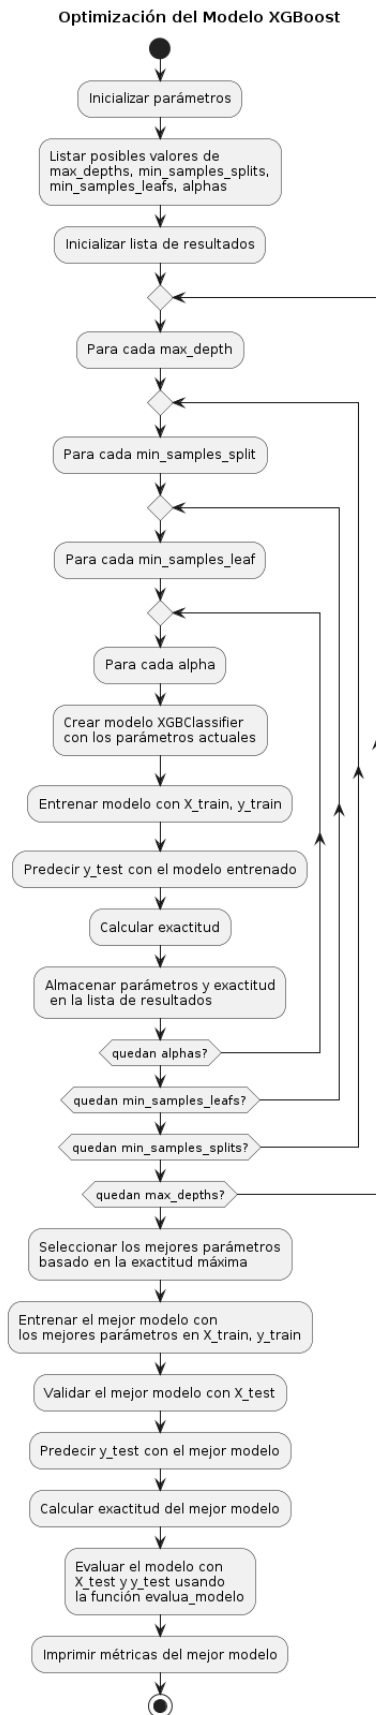 Optimización del Modelo XGBoost
Inicializar parámetros
Listar posibles valores de
max_depths, min_samples_splits,
min_samples_leafs, alphas
Inicializar lista de resultados
Para cada max_depth
Para cada min_samples_split
Para cada min_samples_leaf
Para cada alpha
Crear modelo XGBClassifier
con los parámetros actuales
Entrenar modelo con X_train, y_train
Predecir y_test con el modelo entrenado
Calcular exactitud
Almacenar parámetros y exactitud
en la lista de resultados
quedan alphas?
quedan min_samples_leafs?
quedan min_samples_splits?
quedan max_depths?
Seleccionar los mejores parámetros
basado en la exactitud máxima
Entrenar el mejor modelo con
los mejores parámetros en X_train, y_train
Validar el mejor modelo con X_test
Predecir y_test con el mejor modelo
Calcular exactitud del mejor modelo
Evaluar el modelo con
X_test y y_test usando
la función evalua_modelo
Imprimir métricas del mejor modelo